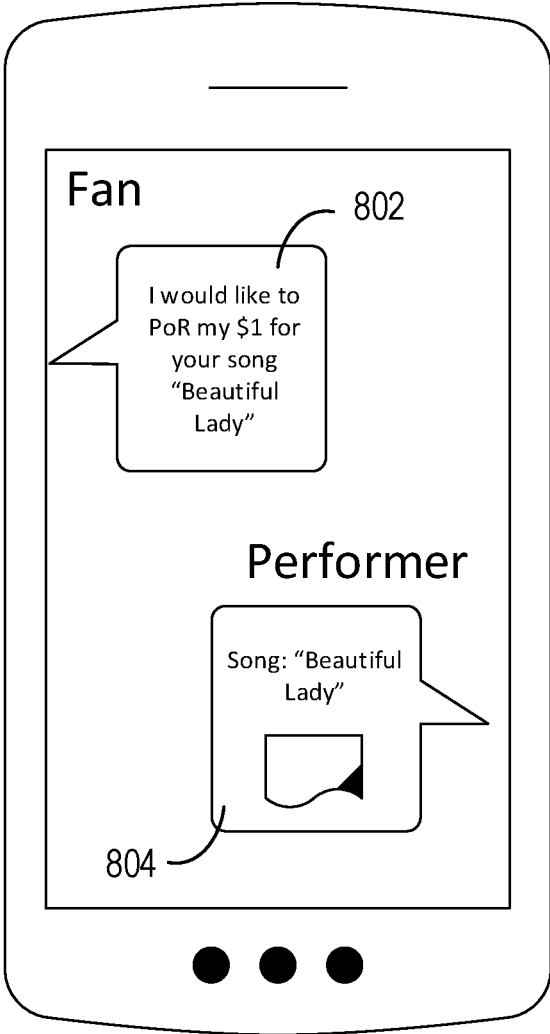 Fan
802
I would like to
PoR my $1 for
your song
“Beautiful
Lady”
Performer
Song: “Beautiful
Lady”
804